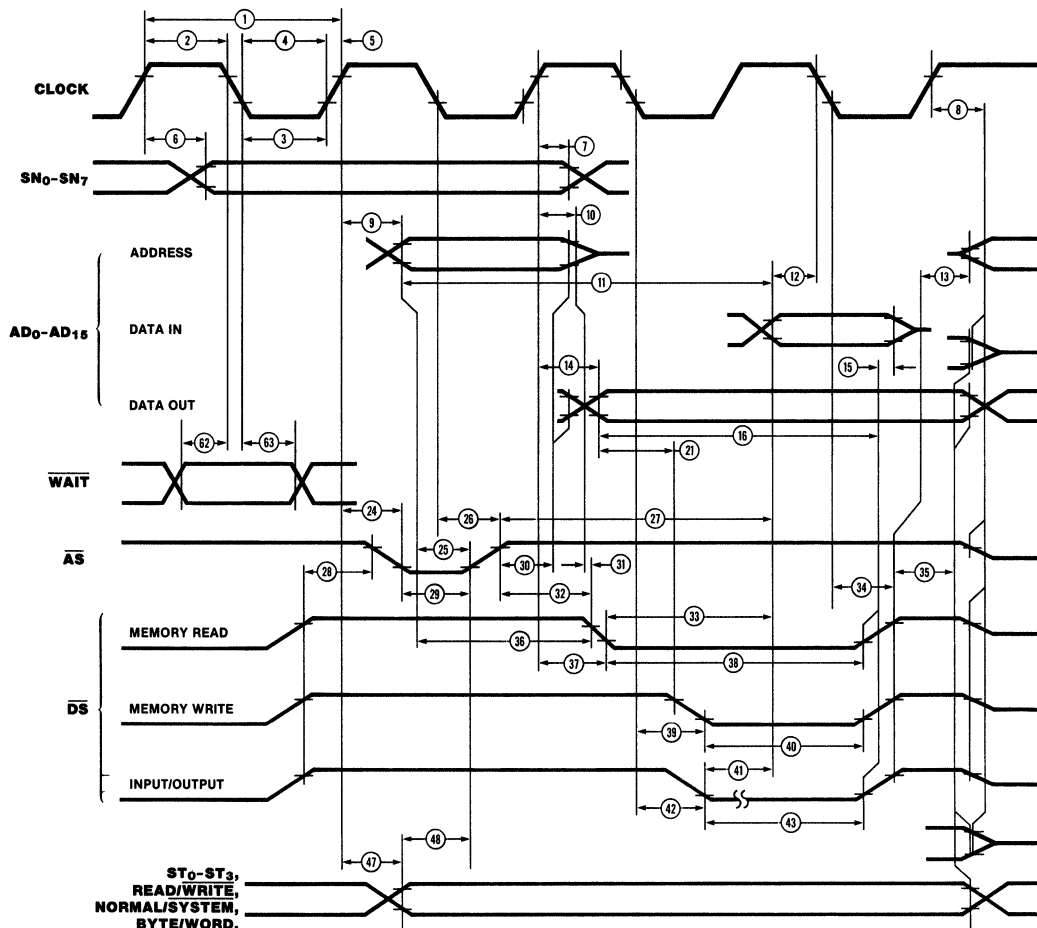 1
2
4
5
CLOCK
8
6
3
7
SN0-SN7
9
10
ADDRESS
11
12
13
AD0-AD15
DATA IN
14
15
DATA OUT
16
62
63
21
WAIT
24
26
27
AS
25
28
30
31
35
29
32
34
33
MEMORY READ
36
37
38
DS
MEMORY WRITE
39
40
41
INPUT/OUTPUT
42
43
48
47
ST0-ST3,
READ/WRITE,
NORMAL/SYSTEM,
BYTE/WORD,